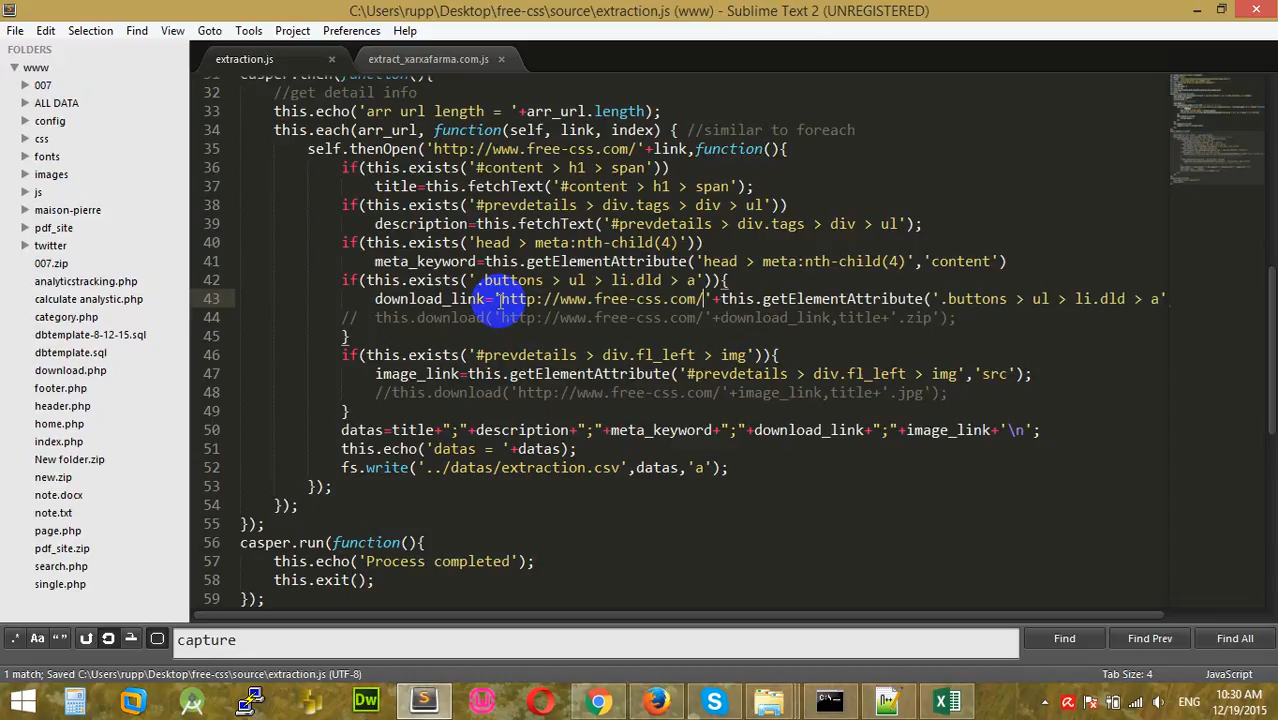 C:\Users\rupp\Desktop\free-css\source\extraction.js (www) - Sublime Text 2 (UNREGISTERED)
File Edit Selection Find View Goto Tools Project Preferences Help
FOLDERS
www
007
ALL DATA
config
css
fonts
images
js
maison-pierre
pdf_site
twitter
007.zip
analyticstracking.php
calculate analystic.php
category.php
dbtemplate-8-12-15.sql
dbtemplate.sql
download.php
footer.php
header.php
home.php
index.php
New folder.zip
new.zip
note.docx
note.txt
page.php
pdf_site.zip
search.php
single.php
extraction.js × extract_xarxafarma.com.js ×
31 casper.then(function(){
32 //get detail info
33 this.echo('arr url length = '+arr_url.length);
34 this.each(arr_url, function(self, link, index) { //similar to foreach
35 self.thenOpen('http://www.free-css.com/'+link,function(){
36 if(this.exists('#content > h1 > span'))
37 title=this.fetchText('#content > h1 > span');
38 if(this.exists('#prevdetails > div.tags > div > ul'))
39 description=this.fetchText('#prevdetails > div.tags > div > ul');
40 if(this.exists('head > meta:nth-child(4)'))
41 meta_keyword=this.getElementAttribute('head > meta:nth-child(4)','content')
42 if(this.exists('.buttons > ul > li.dld > a')){
43 download_link='http://www.free-css.com/'+this.getElementAttribute('.buttons > ul > li.dld > a'
44 // this.download('http://www.free-css.com/'+download_link,title+'.zip');
45 }
46 if(this.exists('#prevdetails > div.fl_left > img')){
47 image_link=this.getElementAttribute('#prevdetails > div.fl_left > img','src');
48 //this.download('http://www.free-css.com/'+image_link,title+'.jpg');
49 }
50 datas=title+";"+description+";"+meta_keyword+";"+download_link+";"+image_link+'\n';
51 this.echo('datas = '+datas);
52 fs.write('../datas/extraction.csv',datas,'a');
53 });
54 });
55 });
56 casper.run(function(){
57 this.echo('Process completed');
58 this.exit();
59 });
.* Aa “ ” capture Find Find Prev Find All
1 match; Saved C:\Users\rupp\Desktop\free-css\source\extraction.js (UTF-8) Tab Size: 4 JavaScript
Dw
ENG
10:30 AM
12/19/2015